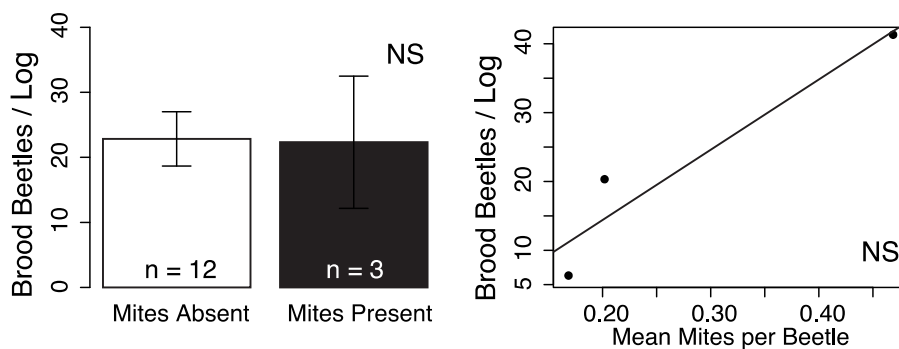 Brood Beetles / Log
40
30
20
10
0
NS
n = 12
n = 3
Mites Absent
Mites Present
Brood Beetles / Log
40
30
20
10
5
NS
0.20
0.30
0.40
Mean Mites per Beetle